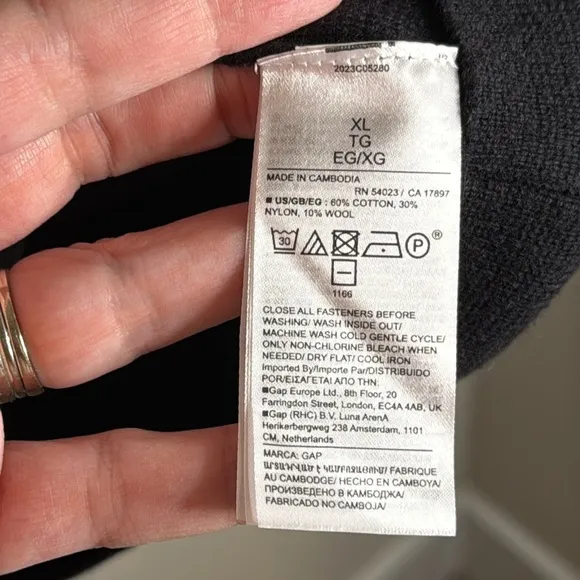 2023C05280
XL
TG
EG/XG
MADE IN CAMBODIA
RN 54023 / CA 17897
■ US/GB/EG : 60% COTTON, 30%
NYLON, 10% WOOL
30 P ®
1166
CLOSE ALL FASTENERS BEFORE
WASHING/ WASH INSIDE OUT/
MACHINE WASH COLD GENTLE CYCLE/
ONLY NON-CHLORINE BLEACH WHEN
NEEDED/ DRY FLAT/ COOL IRON
Imported By/Importe Par/DISTRIBUIDO
POR/ΕΙΣΑΓΕΤΑΙ ΑΠΟ ΤΗΝ:
■Gap Europe Ltd., 8th Floor, 20
Farringdon Street, London, EC4A 4AB, UK
■Gap (RHC) B.V. Luna ArenA
Herikerbergweg 238 Amsterdam, 1101
CM, Netherlands
MARCA: GAP
ԱՐՏԱԴՐՎԱԾ Է ԿԱՄԲՈՋԱՅՈՒՄ/ FABRIQUE
AU CAMBODGE/ HECHO EN CAMBOYA/
ПРОИЗВЕДЕНО В КАМБОДЖА/
FABRICADO NO CAMBOJA/